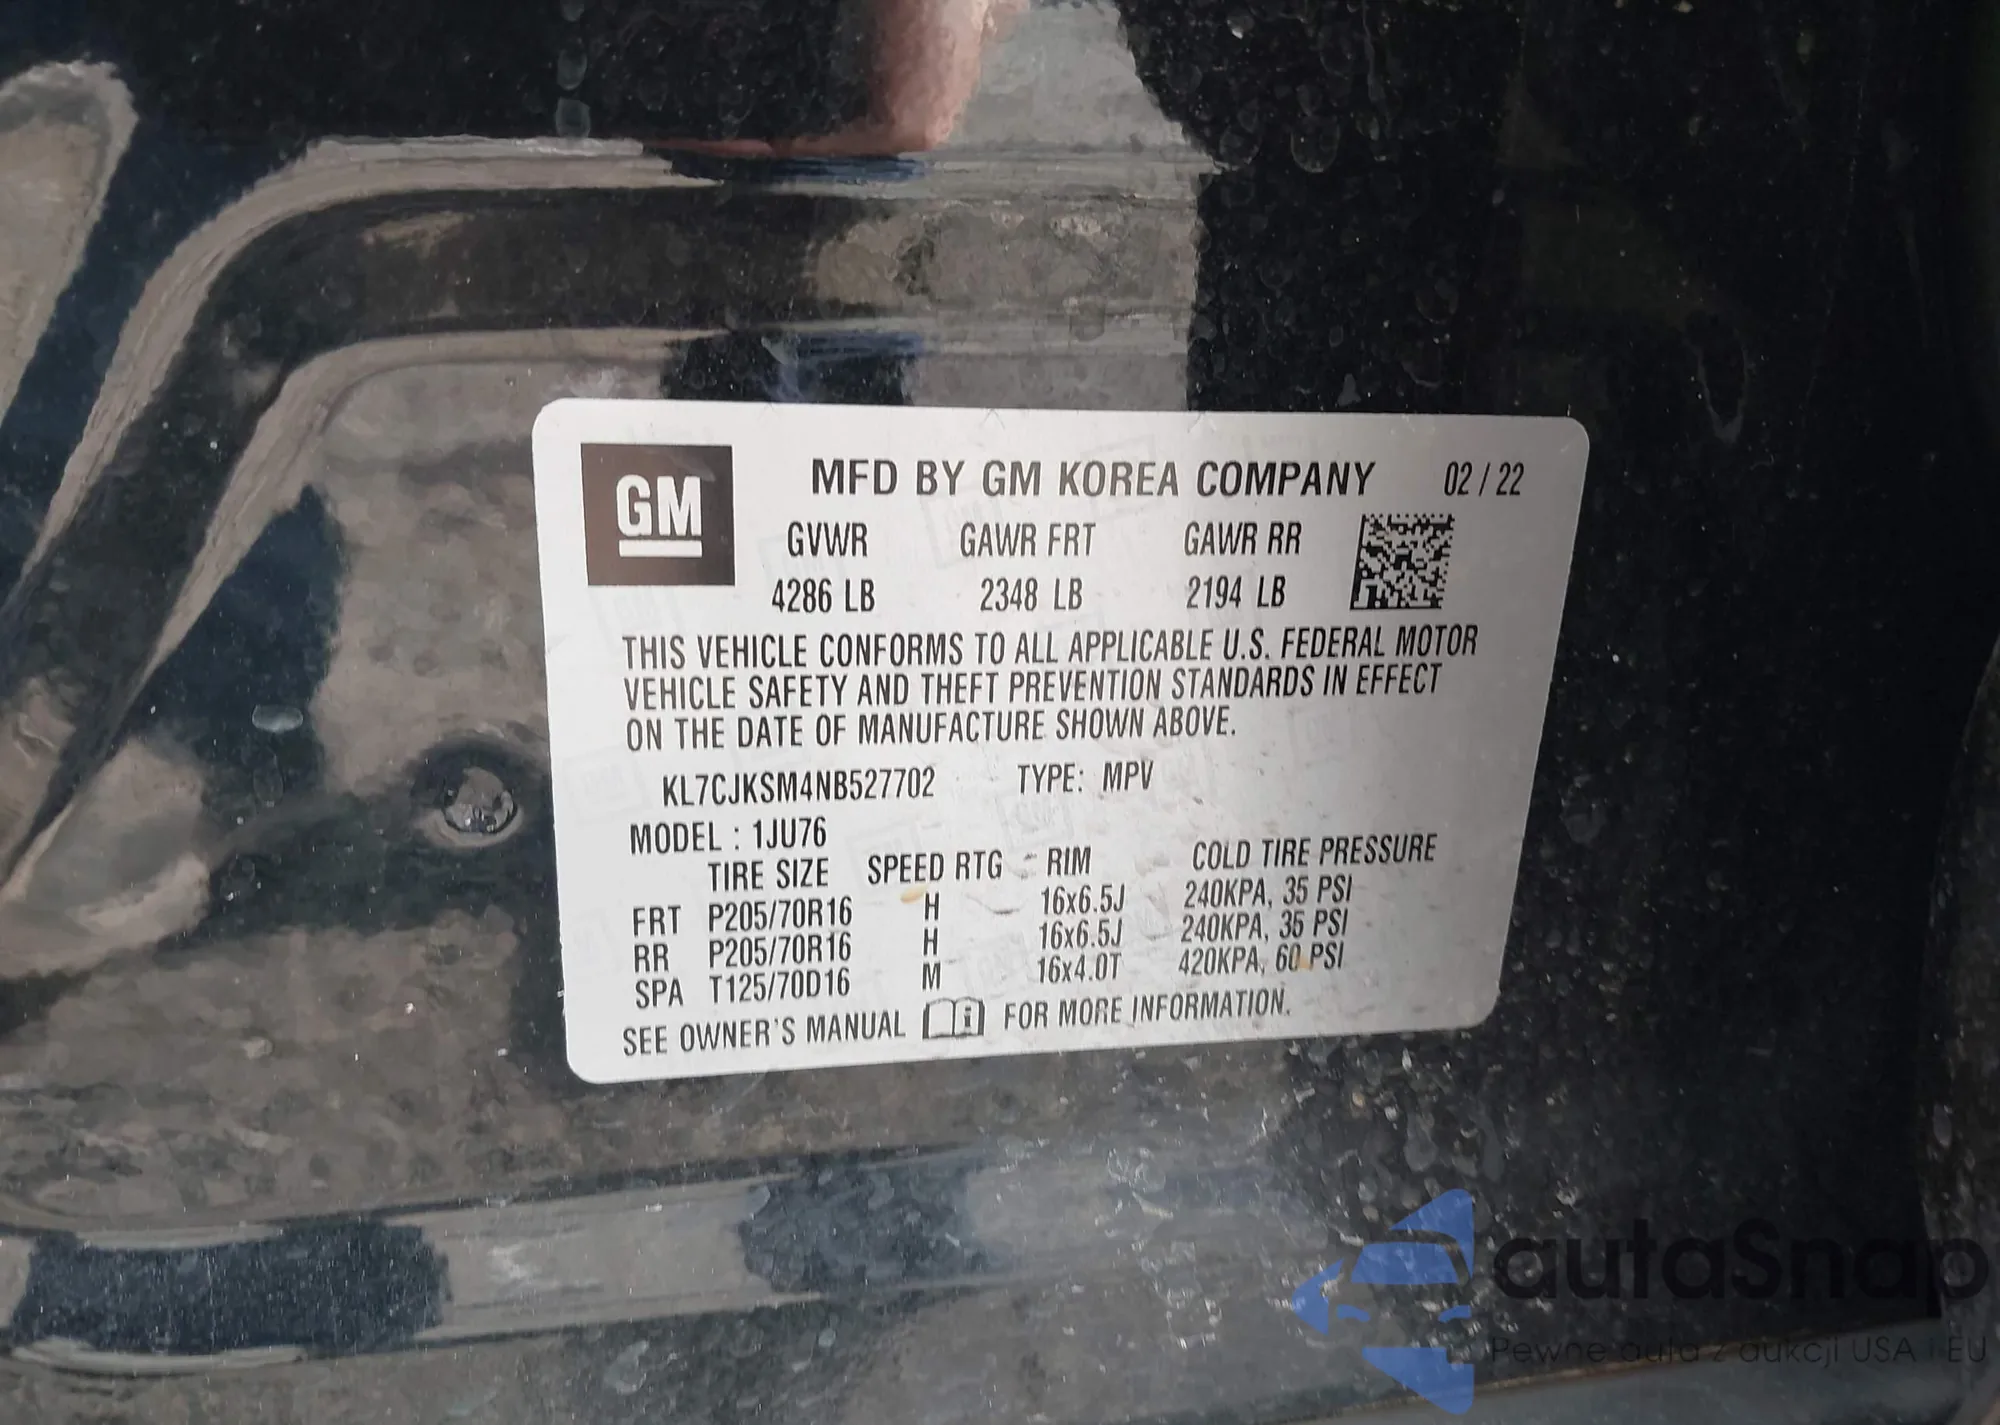 GM
MFD BY GM KOREA COMPANY 02 / 22
GVWR GAWR FRT GAWR RR
4286 LB 2348 LB 2194 LB
THIS VEHICLE CONFORMS TO ALL APPLICABLE U.S. FEDERAL MOTOR
VEHICLE SAFETY AND THEFT PREVENTION STANDARDS IN EFFECT
ON THE DATE OF MANUFACTURE SHOWN ABOVE.
KL7CJKSM4NB527702 TYPE: MPV
MODEL : 1JU76
TIRE SIZE SPEED RTG RIM COLD TIRE PRESSURE
FRT P205/70R16 H 16x6.5J 240KPA, 35 PSI
RR P205/70R16 H 16x6.5J 240KPA, 35 PSI
SPA T125/70D16 M 16x4.0T 420KPA, 60 PSI
SEE OWNER'S MANUAL FOR MORE INFORMATION.
autaSnap
Pewne auta z aukcji USA i EU